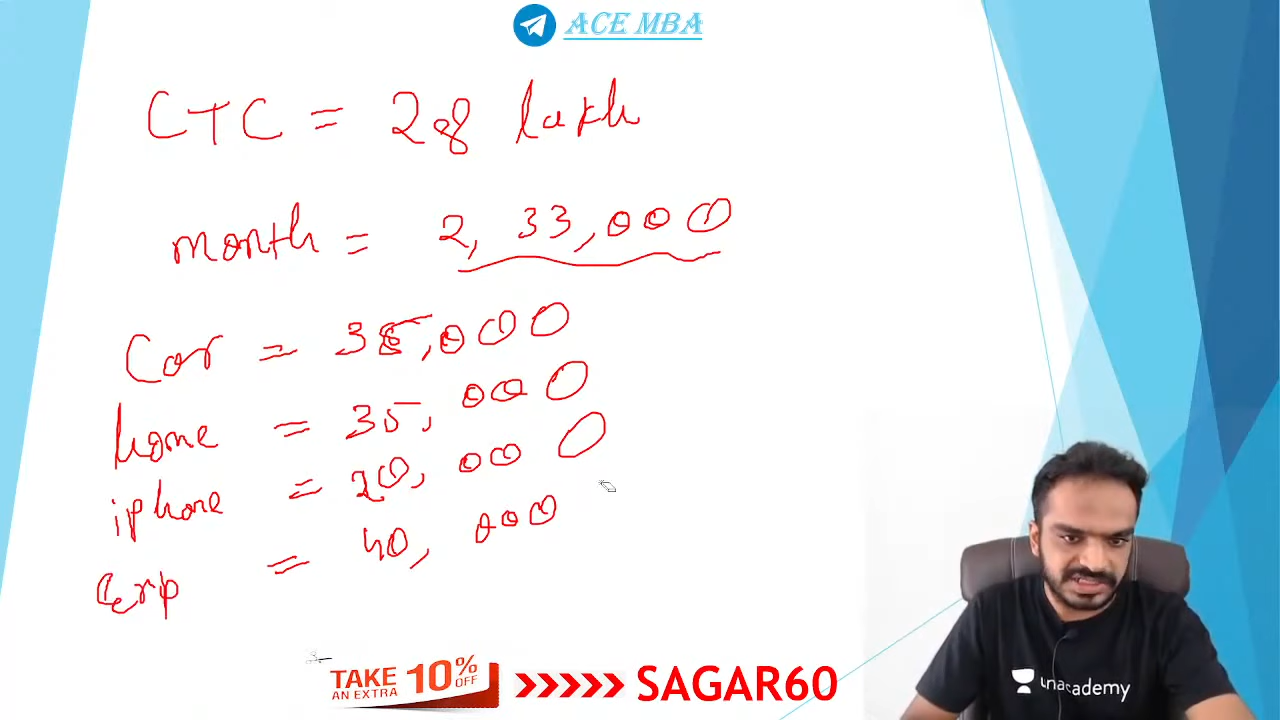 ACE MBA
CTC = 28 lakh
month = 2,33,000
Car = 35,000
home = 35,000
iphone = 20,000
Exp = 40,000
TAKE 10% OFF
AN EXTRA
>>>>> SAGAR60
unacademy